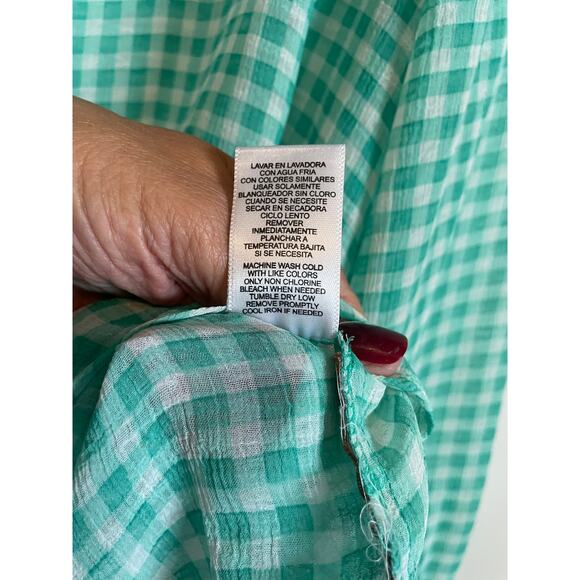 LAVAR EN LAVADORA
CON AGUA FRIA
CON COLORES SIMILARES
USAR SOLAMENTE
BLANQUEADOR SIN CLORO
CUANDO SE NECESITE
SECAR EN SECADORA
CICLO LENTO
REMOVER
INMEDIATAMENTE
PLANCHAR A
TEMPERATURA BAJITA
SI SE NECESITA
MACHINE WASH COLD
WITH LIKE COLORS
ONLY NON CHLORINE
BLEACH WHEN NEEDED
TUMBLE DRY LOW
REMOVE PROMPTLY
COOL IRON IF NEEDED